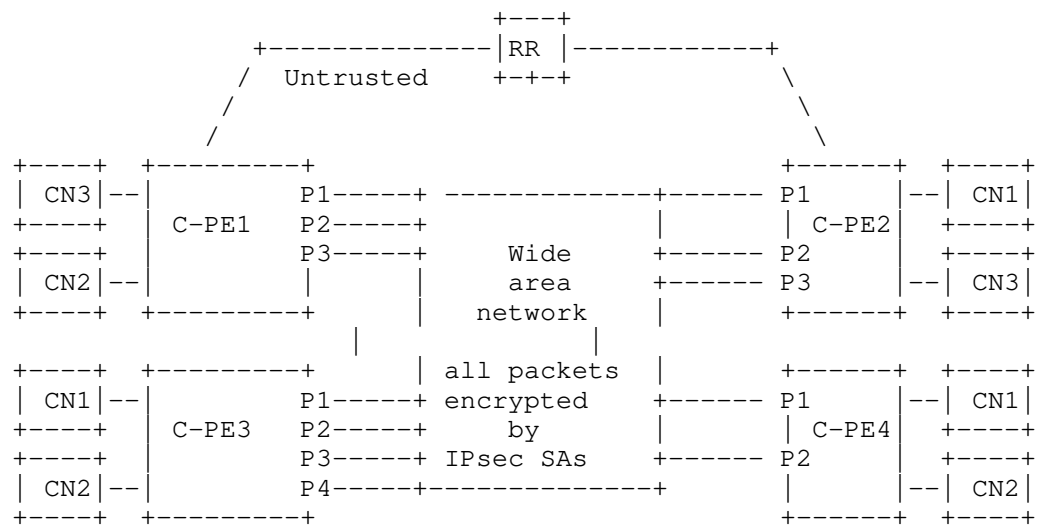 RR
Untrusted
CN3 P1 P1 CN1
C-PE1 P2 C-PE2
P3 Wide P2
CN2 area P3 CN3
network
all packets
CN1 P1 encrypted P1 CN1
C-PE3 P2 by C-PE4
P3 IPsec SAs P2
CN2 P4 CN2